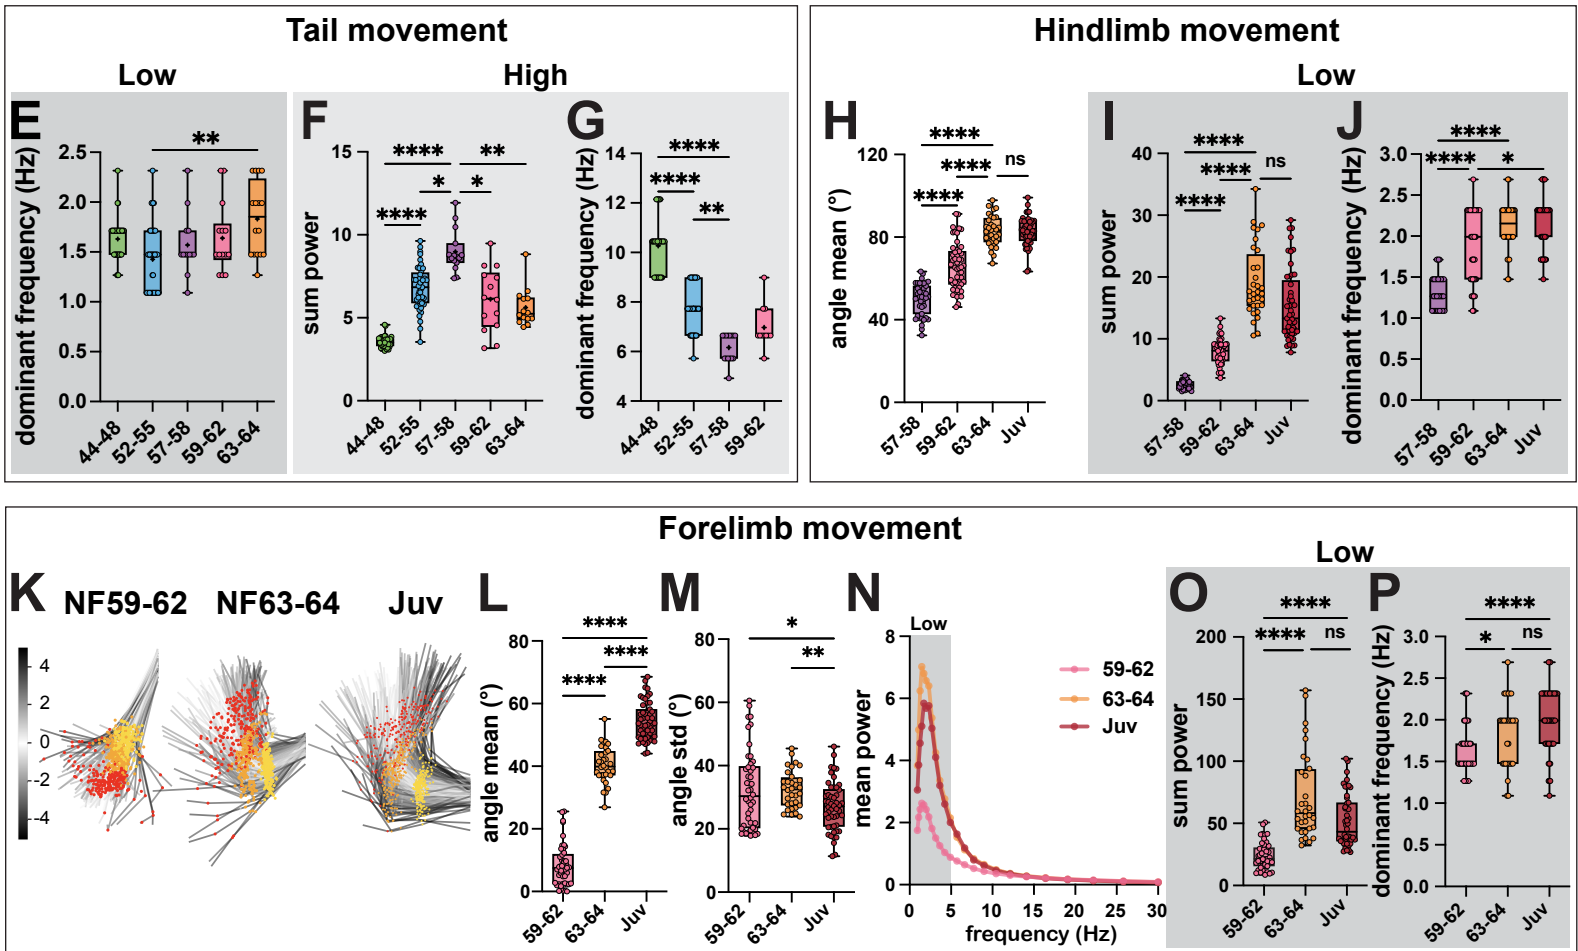 Tail movement
Low
High
E
dominant frequency (Hz)
2.5
2.0
1.5
1.0
0.5
0.0
**
44-48
52-55
57-58
59-62
63-64
F
sum power
15
10
5
0
****
**
*
*
****
44-48
52-55
57-58
59-62
63-64
G
dominant frequency (Hz)
14
12
10
8
6
4
****
****
**
44-48
52-55
57-58
59-62
Hindlimb movement
Low
H
angle mean (°)
120
80
40
0
****
****
ns
****
57-58
59-62
63-64
Juv
I
sum power
40
30
20
10
0
****
****
ns
****
57-58
59-62
63-64
Juv
J
dominant frequency (Hz)
3.0
2.5
2.0
1.5
1.0
0.5
0.0
****
****
*
57-58
59-62
63-64
Juv
Forelimb movement
Low
K
NF59-62
NF63-64
Juv
4
2
0
-2
-4
L
angle mean (°)
80
60
40
20
0
****
****
****
59-62
63-64
Juv
M
angle std (°)
80
60
40
20
0
*
**
59-62
63-64
Juv
N
Low
mean power
8
6
4
2
0
0
5
10
15
20
25
30
frequency (Hz)
59-62
63-64
Juv
O
sum power
200
150
100
50
0
****
****
ns
59-62
63-64
Juv
P
dominant frequency (Hz)
3.0
2.5
2.0
1.5
1.0
0.5
0.0
****
*
ns
59-62
63-64
Juv